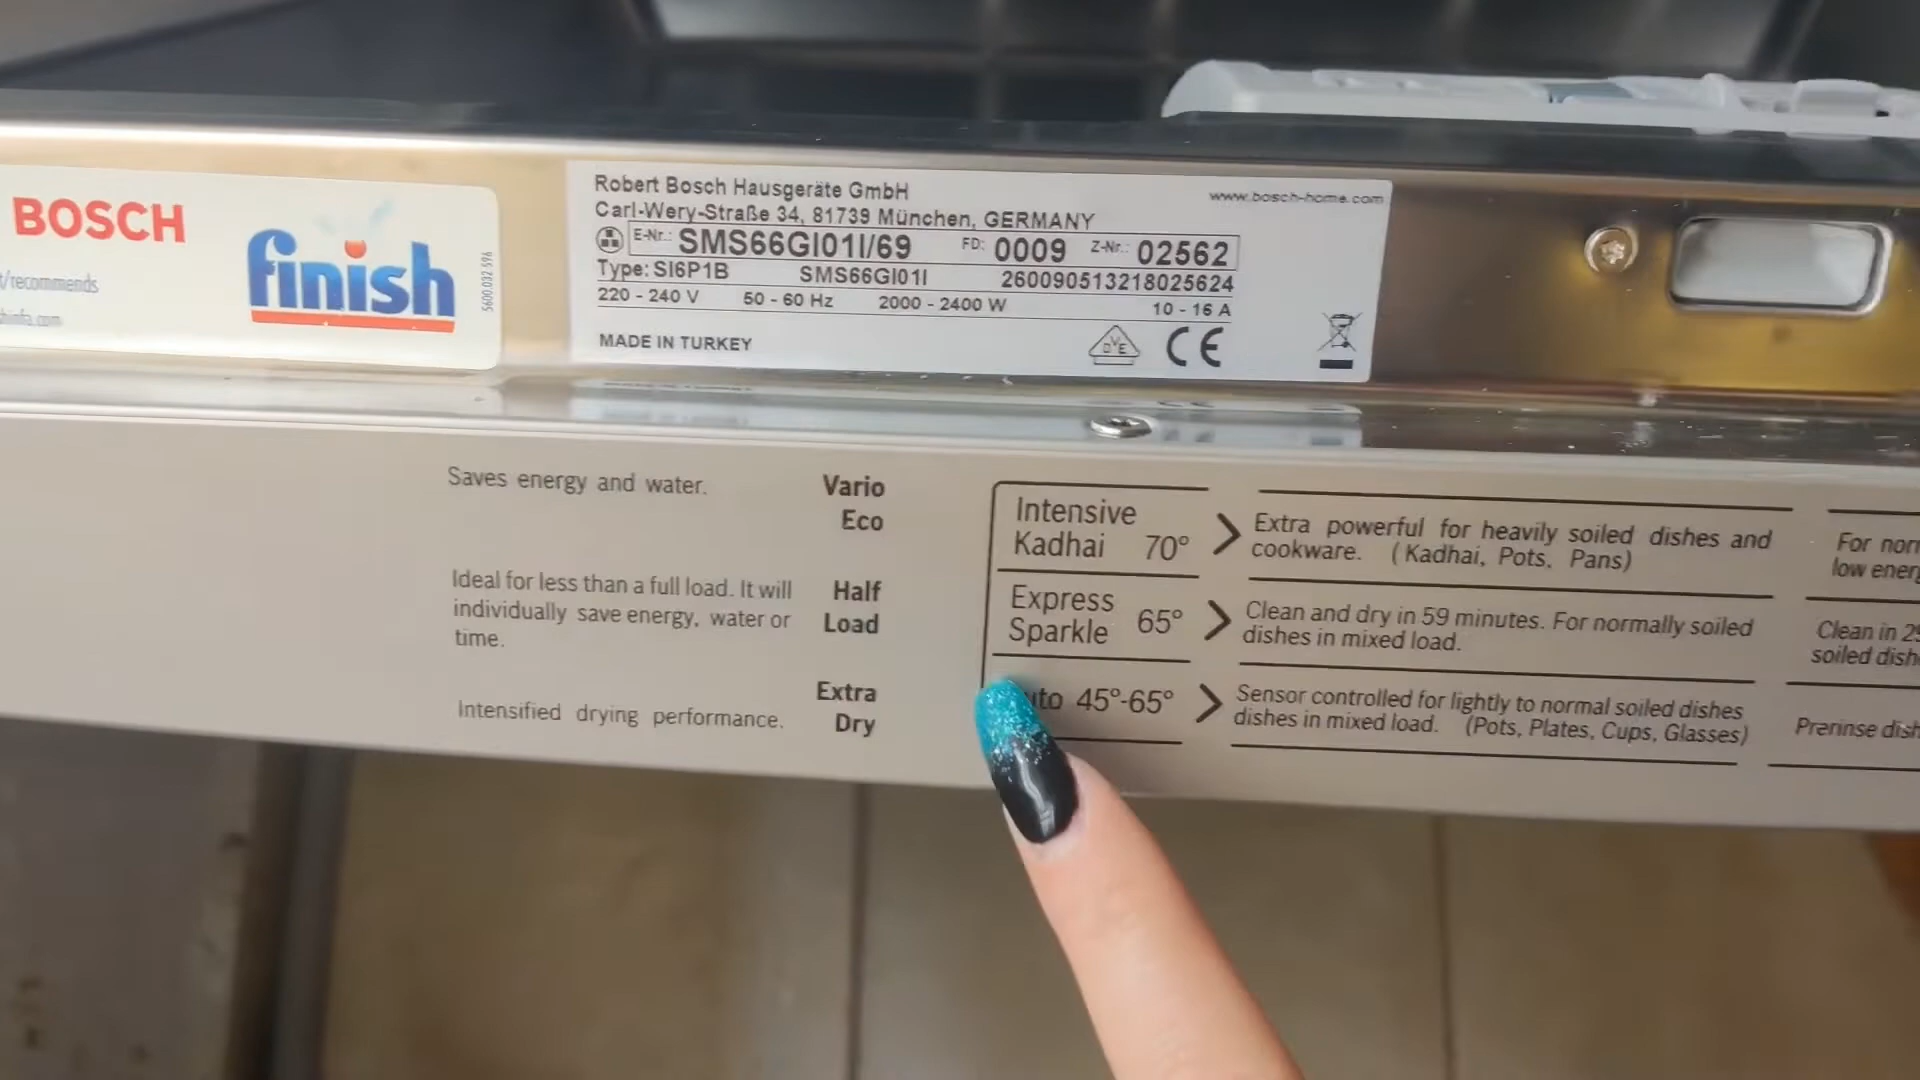 BOSCH
/recommends
finish
5600.032 596
Robert Bosch Hausgeräte GmbH
www.bosch-home.com
Carl-Wery-Straße 34, 81739 München, GERMANY
E-Nr.: SMS66GI01I/69 FD: 0009 Z-Nr.: 02562
Type: SI6P1B SMS66GI01I 260090513218025624
220 - 240 V 50 - 60 Hz 2000 - 2400 W 10 - 16 A
MADE IN TURKEY
DVE
CE
Saves energy and water.
Vario
Eco
Ideal for less than a full load. It will
individually save energy, water or
time.
Half
Load
Intensified drying performance.
Extra
Dry
Intensive
Kadhai 70°
Extra powerful for heavily soiled dishes and
cookware. (Kadhai, Pots, Pans)
Express
Sparkle 65°
Clean and dry in 59 minutes. For normally soiled
dishes in mixed load.
uto 45°-65°
Sensor controlled for lightly to normal soiled dishes
dishes in mixed load. (Pots, Plates, Cups, Glasses)
For nor
low energ
Clean in 2
soiled dish
Prerinse dish